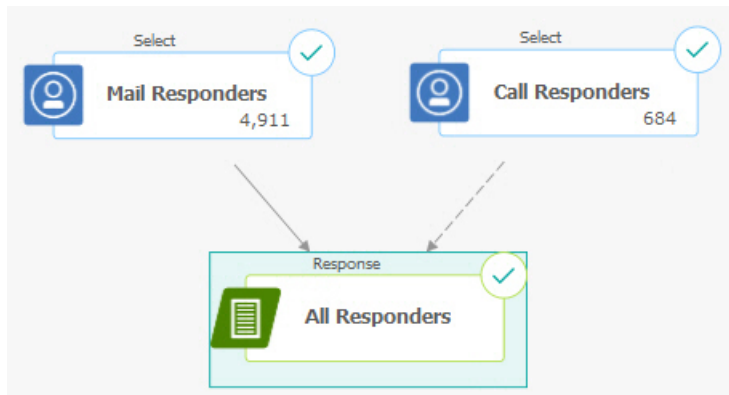 Select
Mail Responders
4,911
Select
Call Responders
684
Response
All Responders